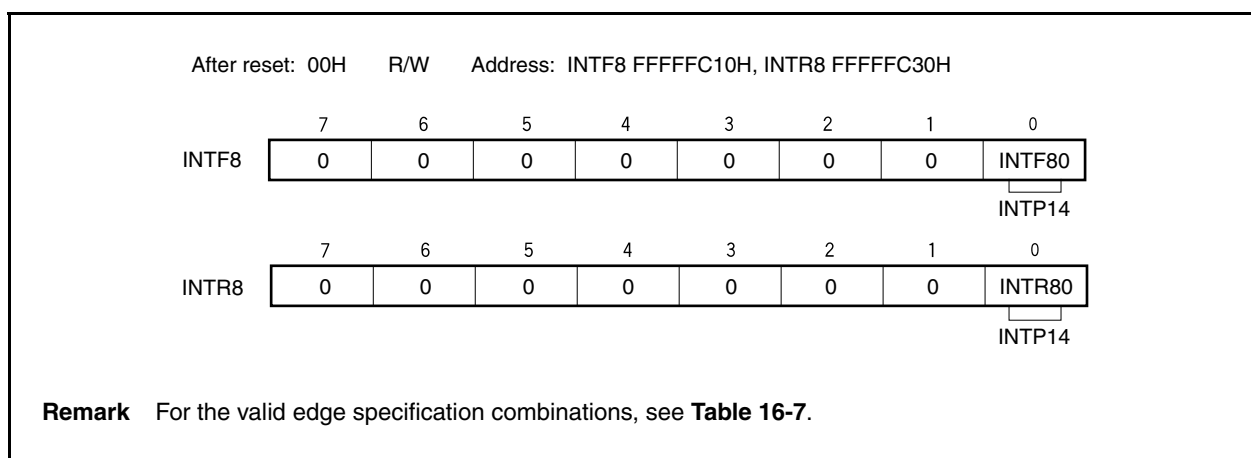 After reset: 00H R/W Address: INTF8 FFFFFC10H, INTR8 FFFFFC30H
7 6 5 4 3 2 1 0
INTF8 0 0 0 0 0 0 0 INTF80
INTP14
7 6 5 4 3 2 1 0
INTR8 0 0 0 0 0 0 0 INTR80
INTP14
Remark For the valid edge specification combinations, see Table 16-7.